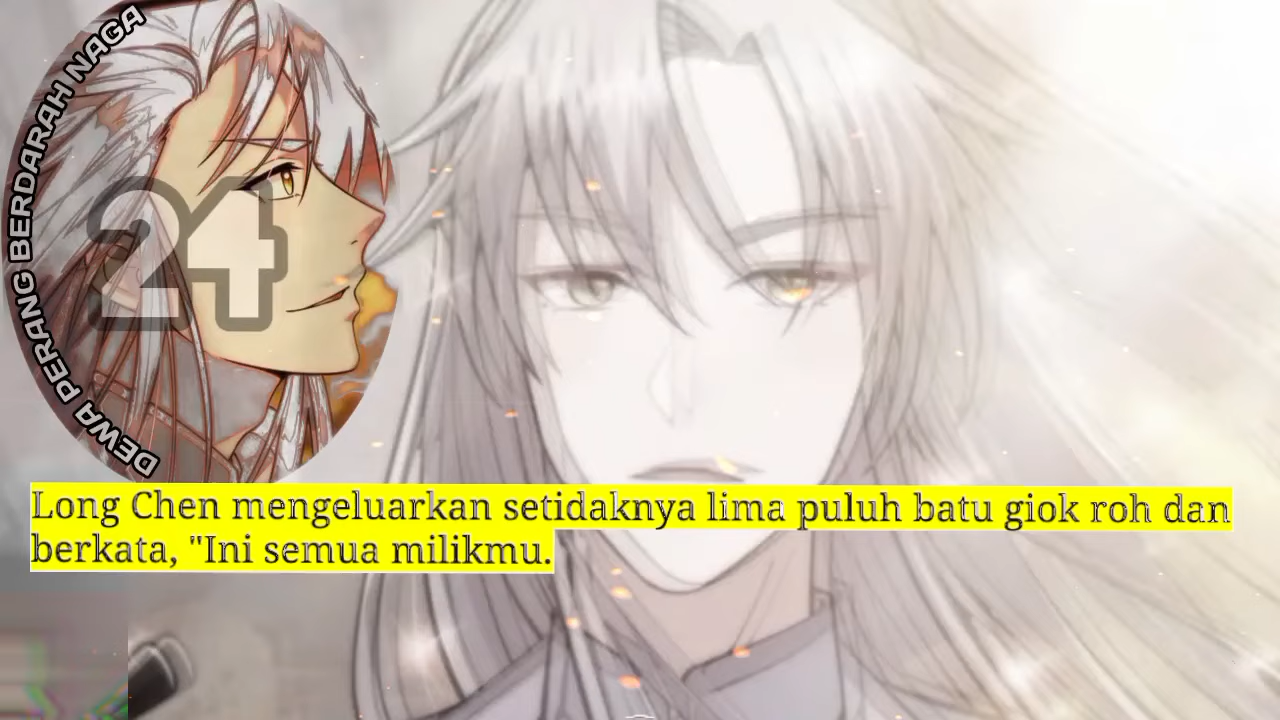 DEWA PERANG BERDARAH NAGA
24
Long Chen mengeluarkan setidaknya lima puluh batu giok roh dan
berkata, "Ini semua milikmu.